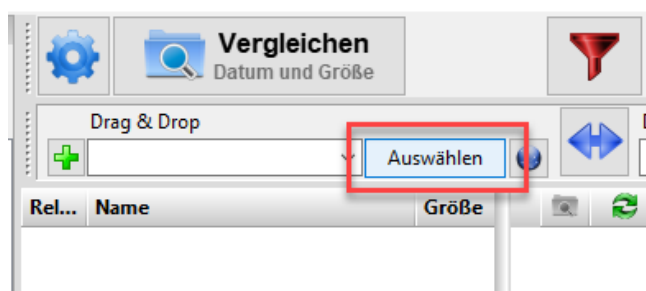 Vergleichen
Datum und Größe
Drag & Drop
Auswählen
Rel... Name Größe